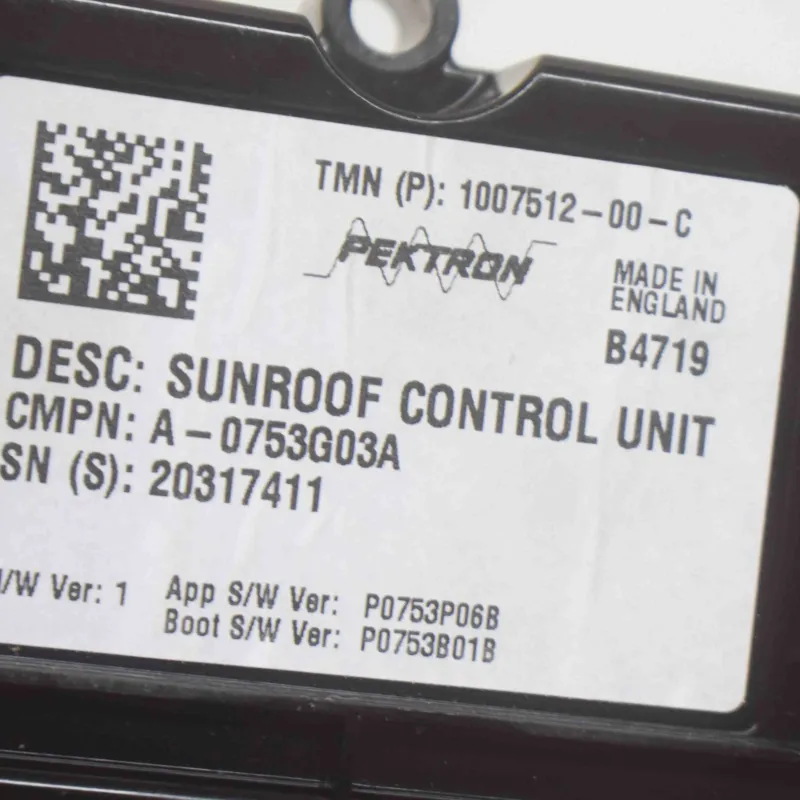 TMN (P): 1007512-00-C
PEKTRON
MADE IN
ENGLAND
B4719
DESC: SUNROOF CONTROL UNIT
CMPN: A-0753G03A
SN (S): 20317411
/W Ver: 1 App S/W Ver: P0753P06B
Boot S/W Ver: P0753B01B